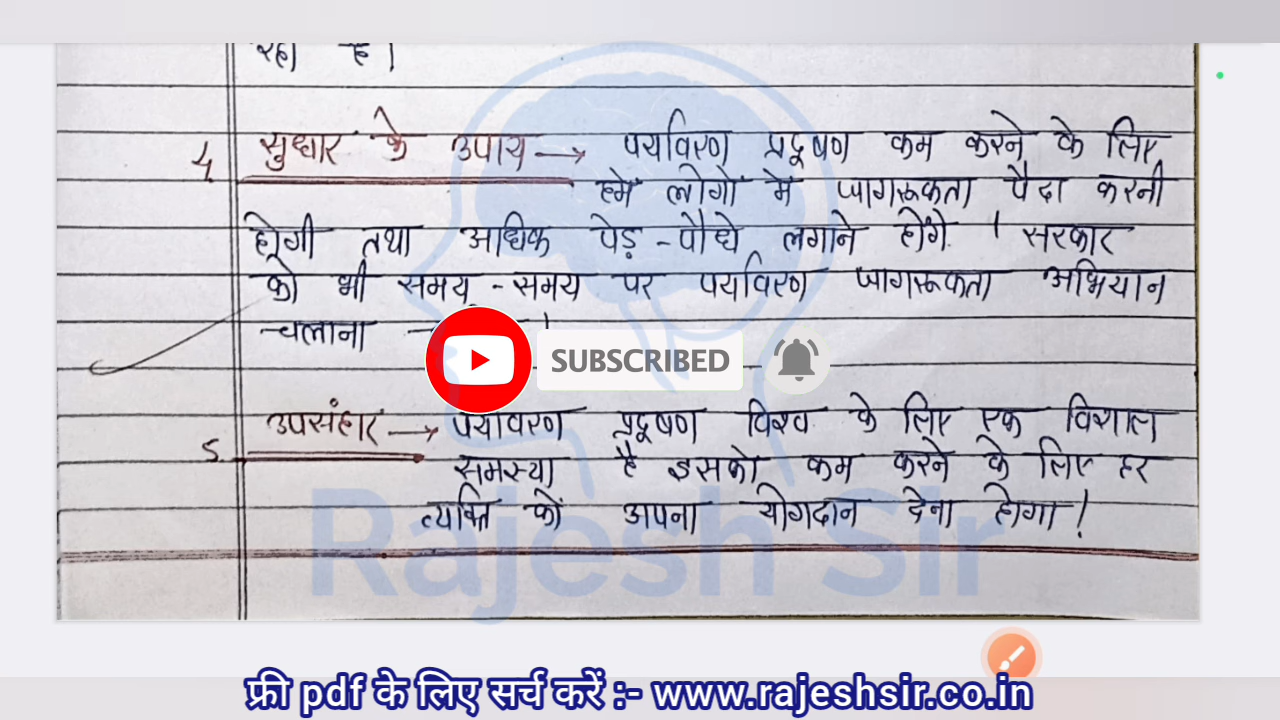 रहा है।
4. सुधार के उपाय → पर्यावरण प्रदूषण कम करने के लिए
हमें लोगों में जागरूकता पैदा करनी
होगी तथा अधिक पेड़-पौधे लगाने होंगे। सरकार
को भी समय-समय पर पर्यावरण जागरूकता अभियान
चलाना
SUBSCRIBED
5. उपसंहार → पर्यावरण प्रदूषण विश्व के लिए एक विशाल
समस्या है इसको कम करने के लिए हर
व्यक्ति को अपना योगदान देना होगा!
Rajesh Sir
फ्री pdf के लिए सर्च करें :- www.rajeshsir.co.in